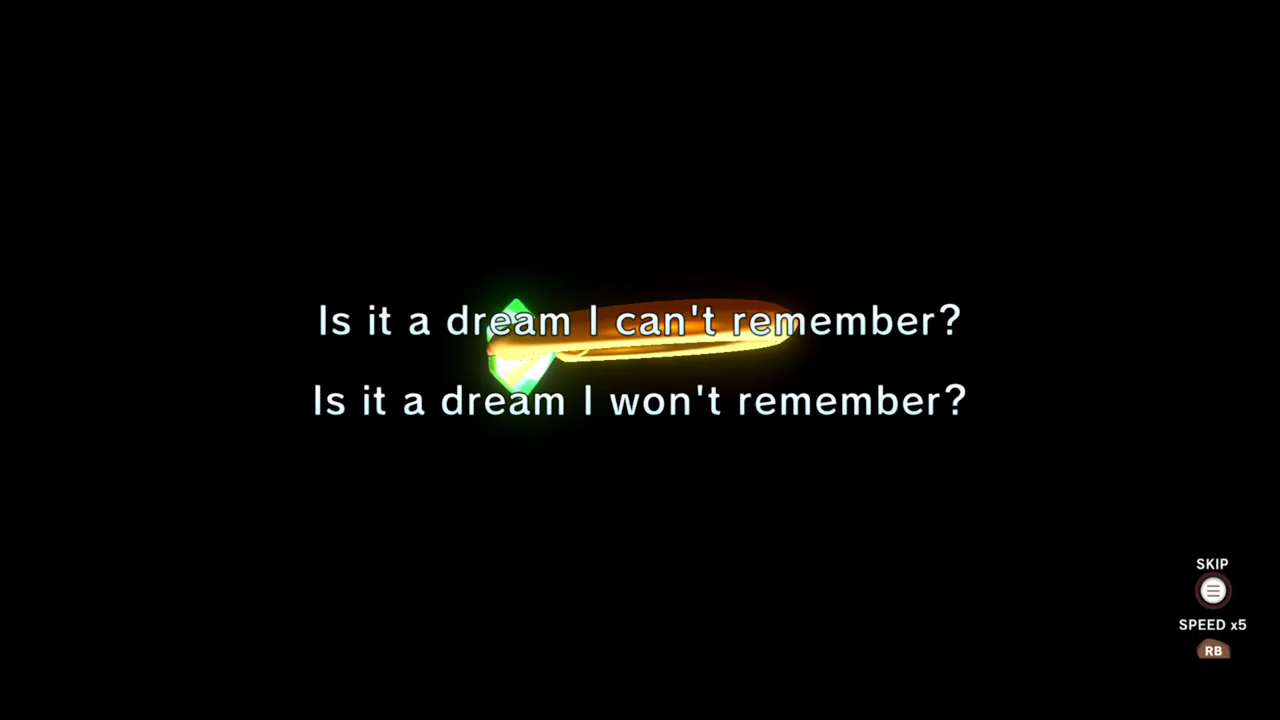 Is it a dream I can't remember?
Is it a dream I won't remember?
SKIP
SPEED x5
RB